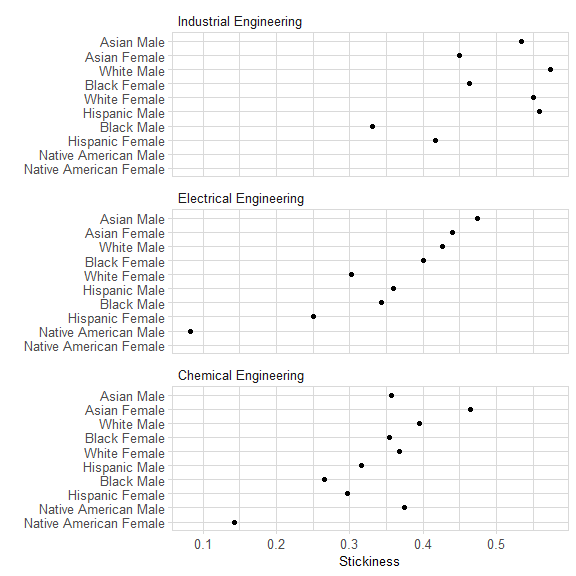 Industrial Engineering
Asian Male
Asian Female
White Male
Black Female
White Female
Hispanic Male
Black Male
Hispanic Female
Native American Male
Native American Female
Electrical Engineering
Asian Male
Asian Female
White Male
Black Female
White Female
Hispanic Male
Black Male
Hispanic Female
Native American Male
Native American Female
Chemical Engineering
Asian Male
Asian Female
White Male
Black Female
White Female
Hispanic Male
Black Male
Hispanic Female
Native American Male
Native American Female
0.1 0.2 0.3 0.4 0.5
Stickiness